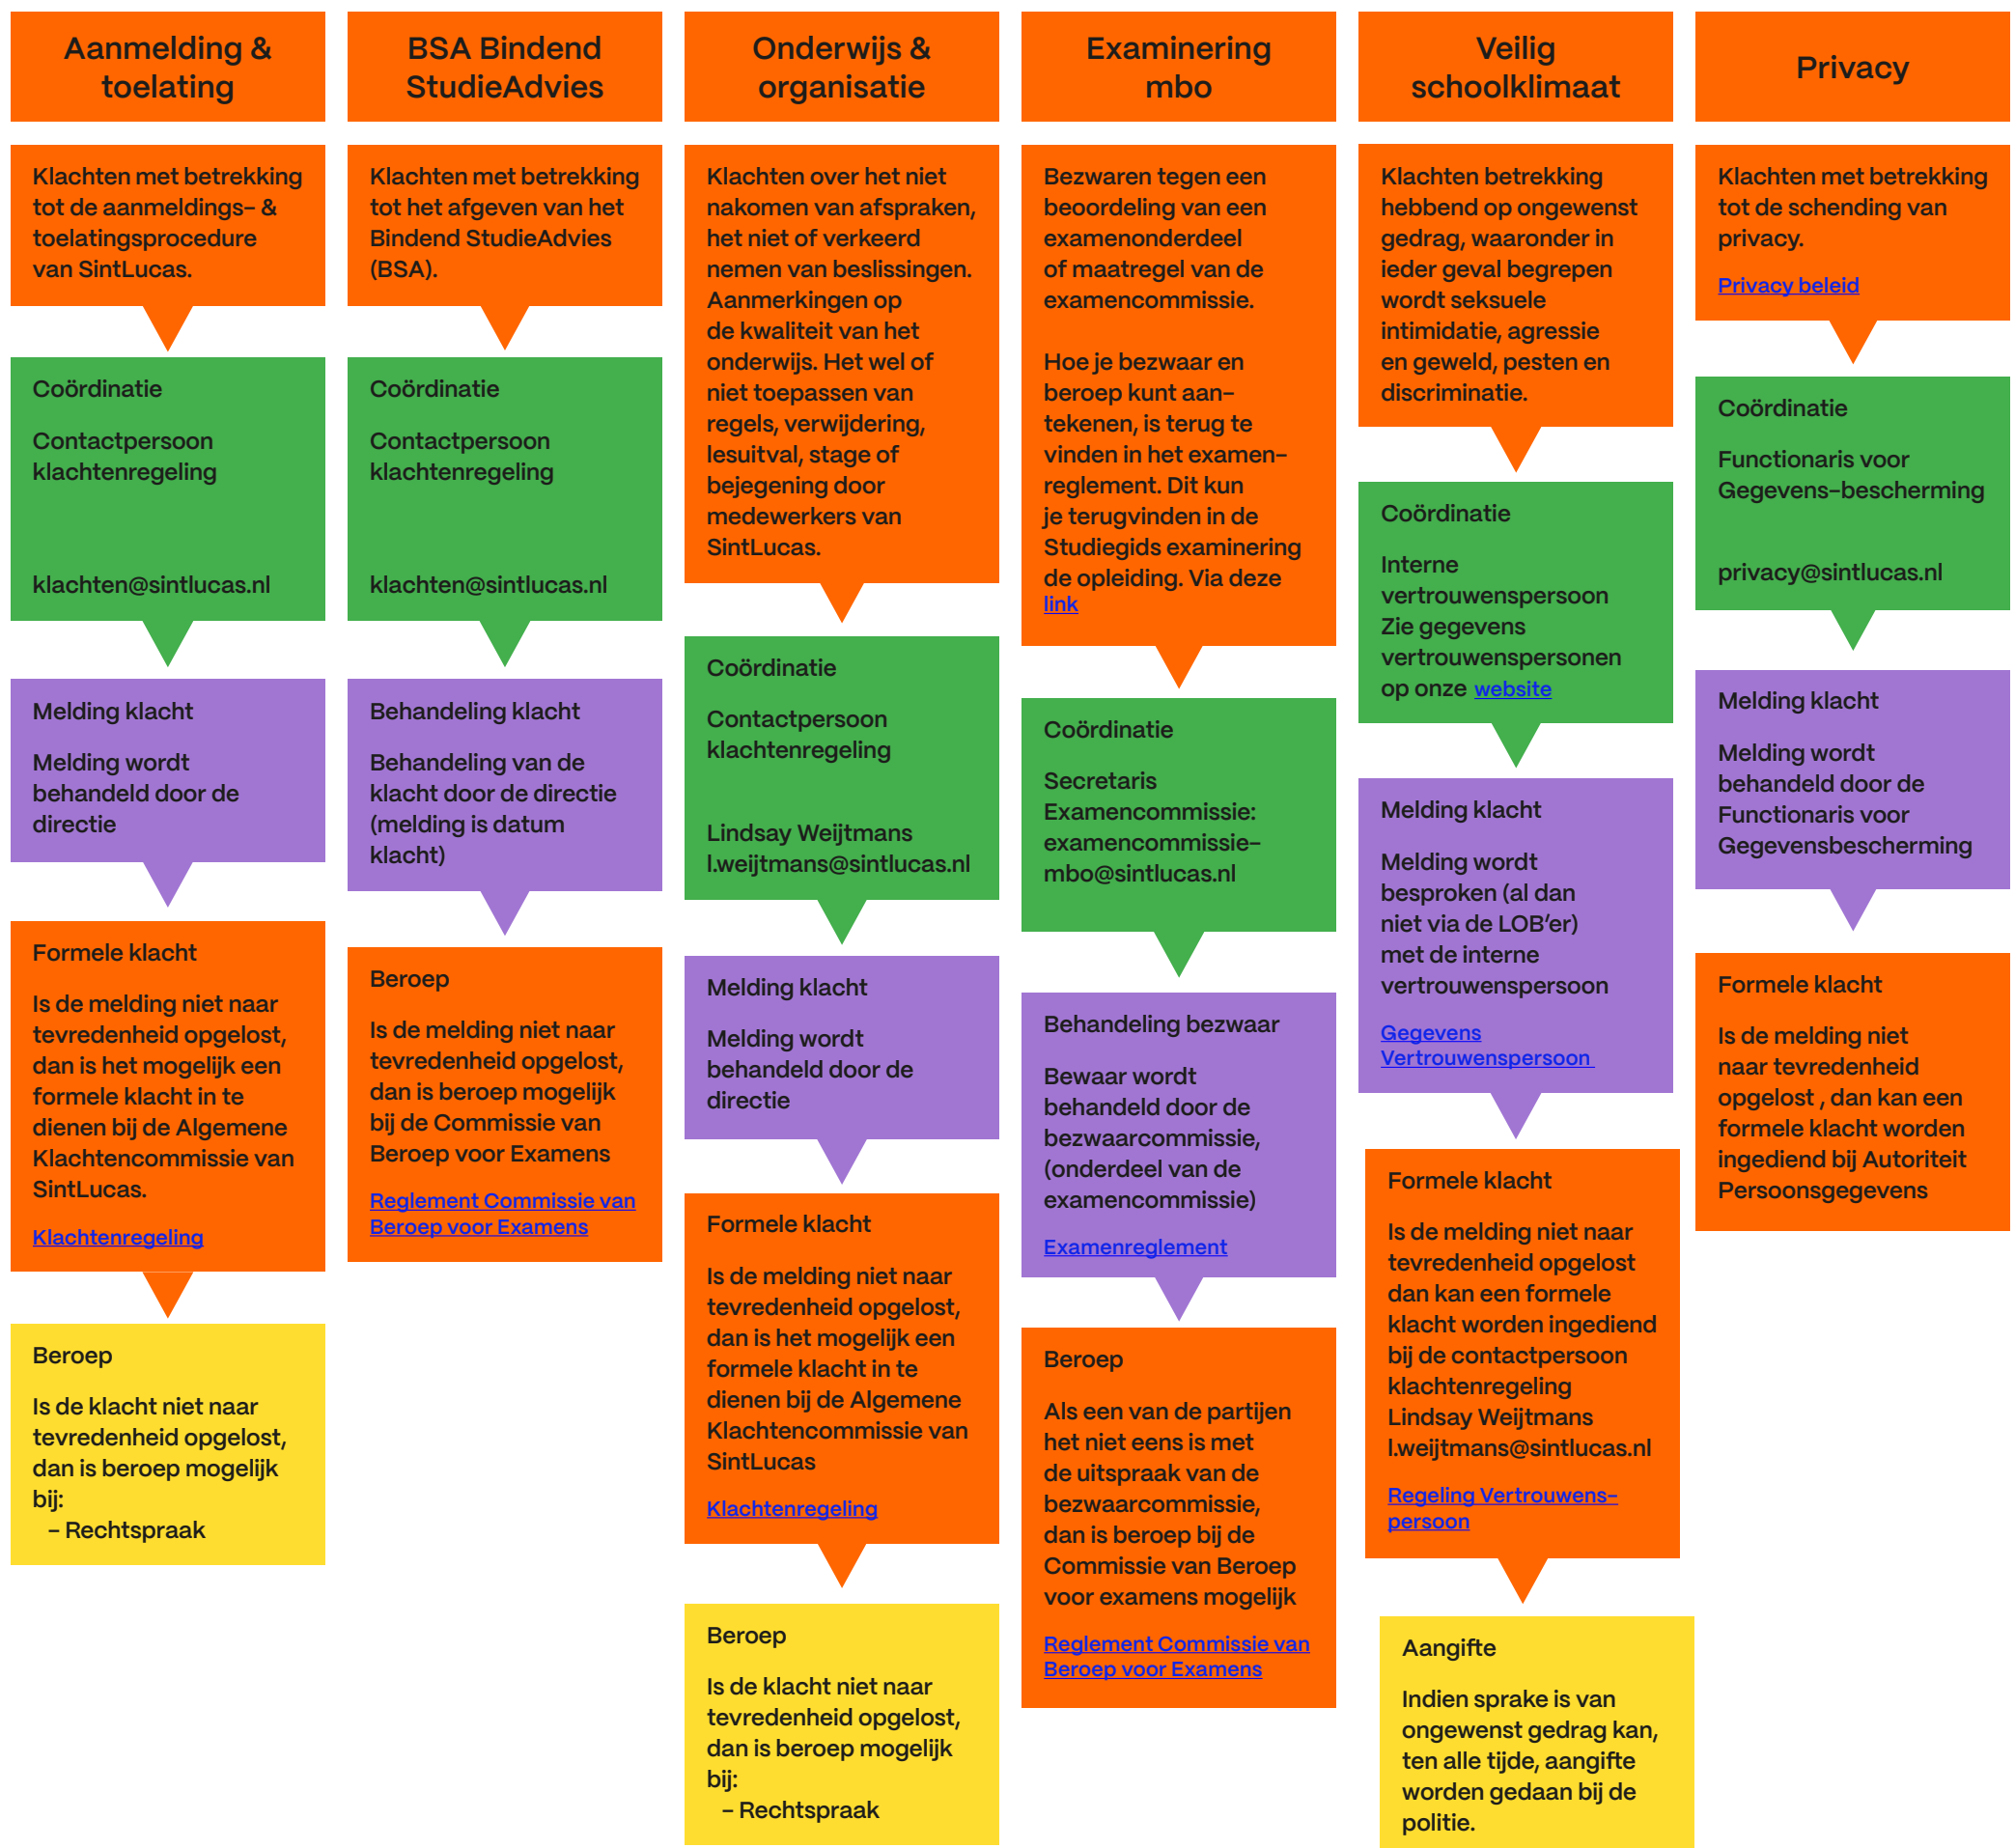 Aanmelding &
toelating
Klachten met betrekking
tot de aanmeldings- &
toelatingsprocedure
van SintLucas.
Coördinatie
Contactpersoon
klachtenregeling
klachten@sintlucas.nl
Melding klacht
Melding wordt
behandeld door de
directie
Formele klacht
Is de melding niet naar
tevredenheid opgelost,
dan is het mogelijk een
formele klacht in te
dienen bij de Algemene
Klachtencommissie van
SintLucas.
Klachtenregeling
Beroep
Is de klacht niet naar
tevredenheid opgelost,
dan is beroep mogelijk
bij:
- Rechtspraak
BSA Bindend
StudieAdvies
Klachten met betrekking
tot het afgeven van het
Bindend StudieAdvies
(BSA).
Coördinatie
Contactpersoon
klachtenregeling
klachten@sintlucas.nl
Behandeling klacht
Behandeling van de
klacht door de directie
(melding is datum
klacht)
Beroep
Is de melding niet naar
tevredenheid opgelost,
dan is beroep mogelijk
bij de Commissie van
Beroep voor Examens
Reglement Commissie van
Beroep voor Examens
Onderwijs &
organisatie
Klachten over het niet
nakomen van afspraken,
het niet of verkeerd
nemen van beslissingen.
Aanmerkingen op
de kwaliteit van het
onderwijs. Het wel of
niet toepassen van
regels, verwijdering,
lesuitval, stage of
bejegening door
medewerkers van
SintLucas.
Coördinatie
Contactpersoon
klachtenregeling
Lindsay Weijtmans
l.weijtmans@sintlucas.nl
Melding klacht
Melding wordt
behandeld door de
directie
Formele klacht
Is de melding niet naar
tevredenheid opgelost,
dan is het mogelijk een
formele klacht in te
dienen bij de Algemene
Klachtencommissie van
SintLucas
Klachtenregeling
Beroep
Is de klacht niet naar
tevredenheid opgelost,
dan is beroep mogelijk
bij:
- Rechtspraak
Examinering
mbo
Bezwaren tegen een
beoordeling van een
examenonderdeel
of maatregel van de
examencommissie.
Hoe je bezwaar en
beroep kunt aan-
tekenen, is terug te
vinden in het examen-
reglement. Dit kun
je terugvinden in de
Studiegids examinering
de opleiding. Via deze
link
Coördinatie
Secretaris
Examencommissie:
examencommissie-
mbo@sintlucas.nl
Behandeling bezwaar
Bewaar wordt
behandeld door de
bezwaarcommissie,
(onderdeel van de
examencommissie)
Examenreglement
Beroep
Als een van de partijen
het niet eens is met
de uitspraak van de
bezwaarcommissie,
dan is beroep bij de
Commissie van Beroep
voor examens mogelijk
Reglement Commissie van
Beroep voor Examens
Veilig
schoolklimaat
Klachten betrekking
hebbend op ongewenst
gedrag, waaronder in
ieder geval begrepen
wordt seksuele
intimidatie, agressie
en geweld, pesten en
discriminatie.
Coördinatie
Interne
vertrouwenspersoon
Zie gegevens
vertrouwenspersonen
op onze website
Melding klacht
Melding wordt
besproken (al dan
niet via de LOB'er)
met de interne
vertrouwenspersoon
Gegevens
Vertrouwenspersoon
Formele klacht
Is de melding niet naar
tevredenheid opgelost
dan kan een formele
klacht worden ingediend
bij de contactpersoon
klachtenregeling
Lindsay Weijtmans
l.weijtmans@sintlucas.nl
Regeling Vertrouwens-
persoon
Aangifte
Indien sprake is van
ongewenst gedrag kan,
ten alle tijde, aangifte
worden gedaan bij de
politie.
Privacy
Klachten met betrekking
tot de schending van
privacy.
Privacy beleid
Coördinatie
Functionaris voor
Gegevens-bescherming
privacy@sintlucas.nl
Melding klacht
Melding wordt
behandeld door de
Functionaris voor
Gegevensbescherming
Formele klacht
Is de melding niet
naar tevredenheid
opgelost , dan kan een
formele klacht worden
ingediend bij Autoriteit
Persoonsgegevens